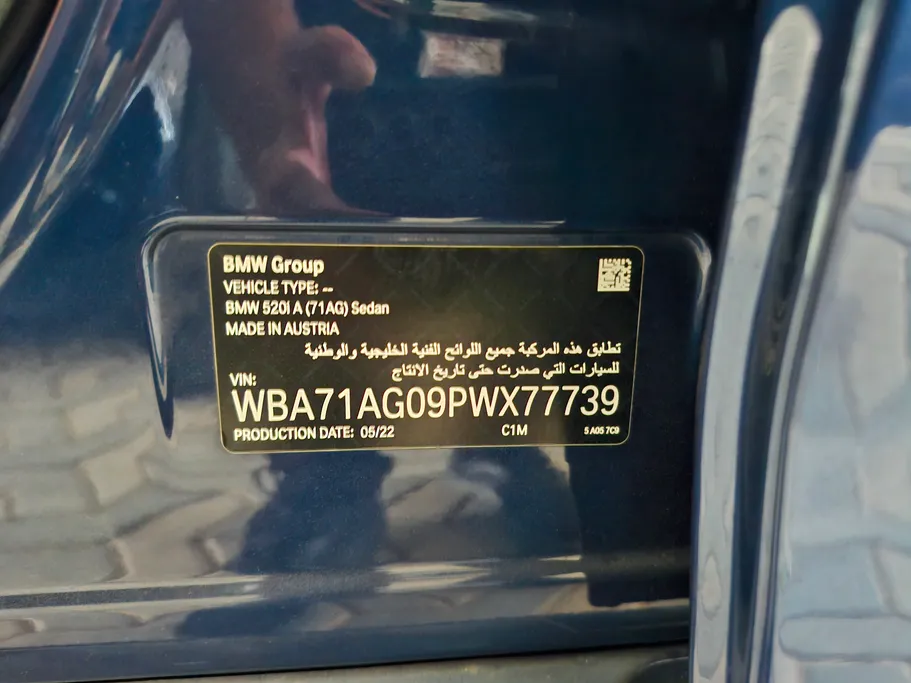 BMW Group
VEHICLE TYPE: --
BMW 520i A (71AG) Sedan
MADE IN AUSTRIA
تطابق هذه المركبة جميع اللوائح الفنية الخليجية والوطنية
للسيارات التي صدرت حتى تاريخ الانتاج
VIN:
WBA71AG09PWX77739
PRODUCTION DATE: 05/22 C1M 5 A05 7C9